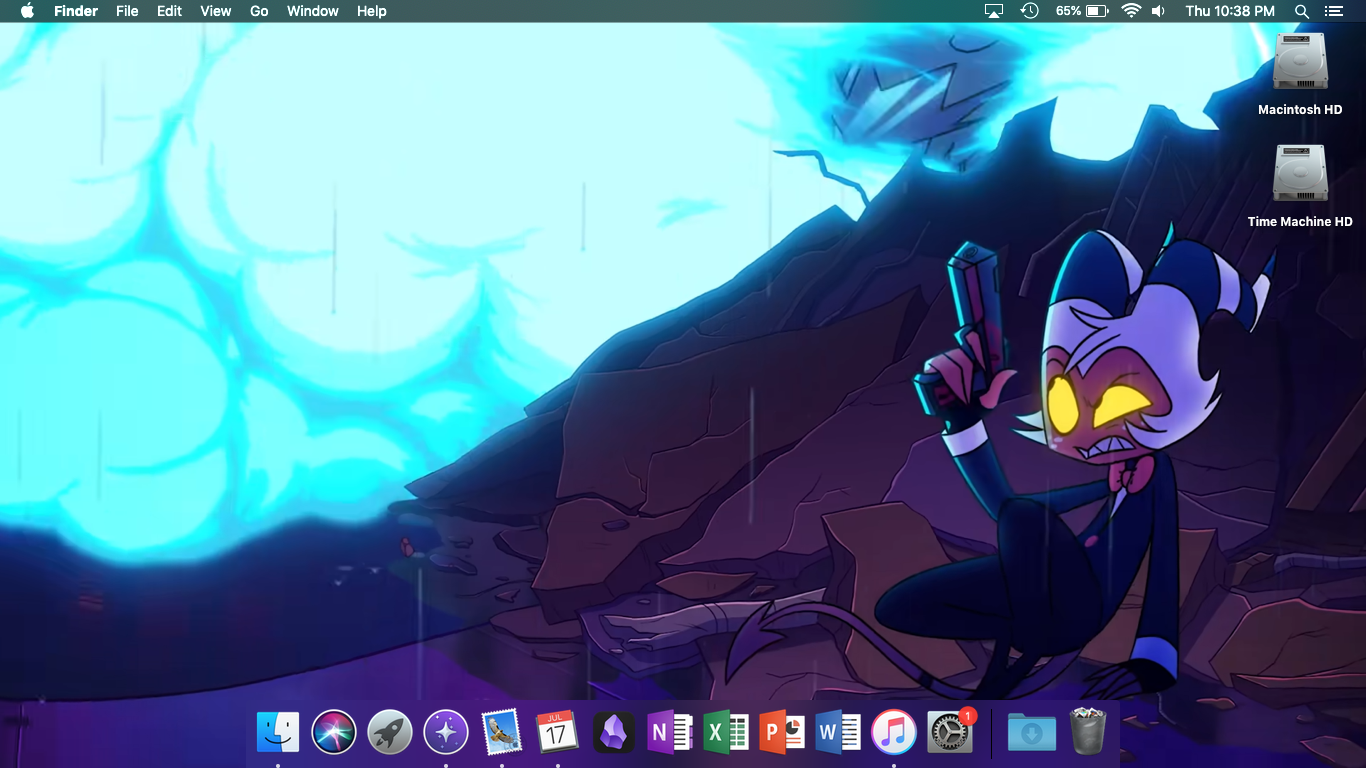 Finder File Edit View Go Window Help 65% Thu 10:38 PM
Macintosh HD
Time Machine HD
JUL
17
N
X
P
W
1